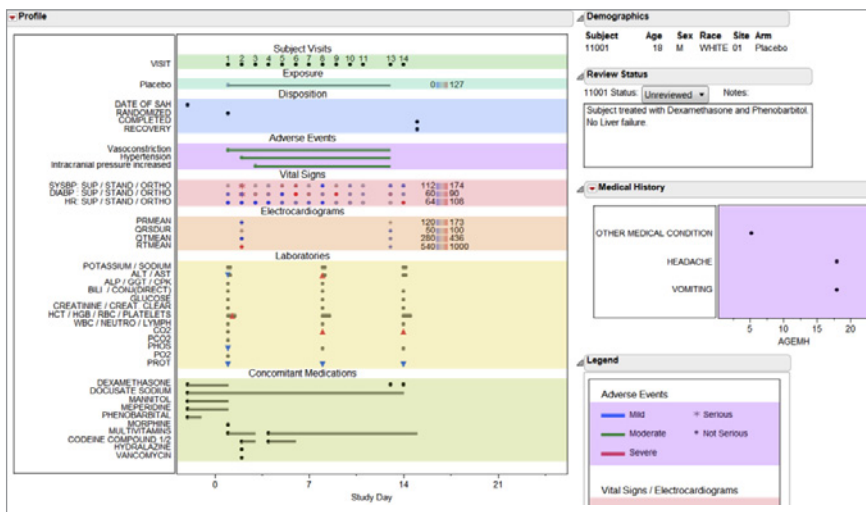 Profile
Subject Visits
VISIT
1 2 3 4 5 6 7 8 9 10 11 13 14
Exposure
Placebo
0 127
Disposition
DATE OF SAH
RANDOMIZED
COMPLETED
RECOVERY
Adverse Events
Vasoconstriction
Hypertension
Intracranial pressure increased
Vital Signs
SYSBP: SUP / STAND / ORTHO 112 174
DIABP : SUP / STAND / ORTHO 60 90
HR: SUP / STAND / ORTHO 64 108
Electrocardiograms
PRMEAN 120 173
QRSDUR 50 100
QTMEAN 280 436
RTMEAN 540 1000
Laboratories
POTASSIUM / SODIUM
ALT / AST
ALP / GGT / CPK
BILI / CONJ(DIRECT)
GLUCOSE
CREATININE / CREAT CLEAR
HCT / HGB / RBC / PLATELETS
WBC / NEUTRO / LYMPH
CO2
PCO2
PHOS
PO2
PROT
Concomitant Medications
DEXAMETHASONE
DOCUSATE SODIUM
MANNITOL
MEPERIDINE
PHENOBARBITAL
MORPHINE
MULTIVITAMINS
CODEINE COMPOUND 1/2
HYDRALAZINE
VANCOMYCIN
0 7 14 21
Study Day
Demographics
Subject Age Sex Race Site Arm
11001 18 M WHITE 01 Placebo
Review Status
11001 Status: Unreviewed Notes:
Subject treated with Dexamethasone and Phenobarbitol.
No Liver failure.
Medical History
OTHER MEDICAL CONDITION
HEADACHE
VOMITING
5 10 15 20
AGEMH
Legend
Adverse Events
Mild Serious
Moderate Not Serious
Severe
Vital Signs / Electrocardiograms